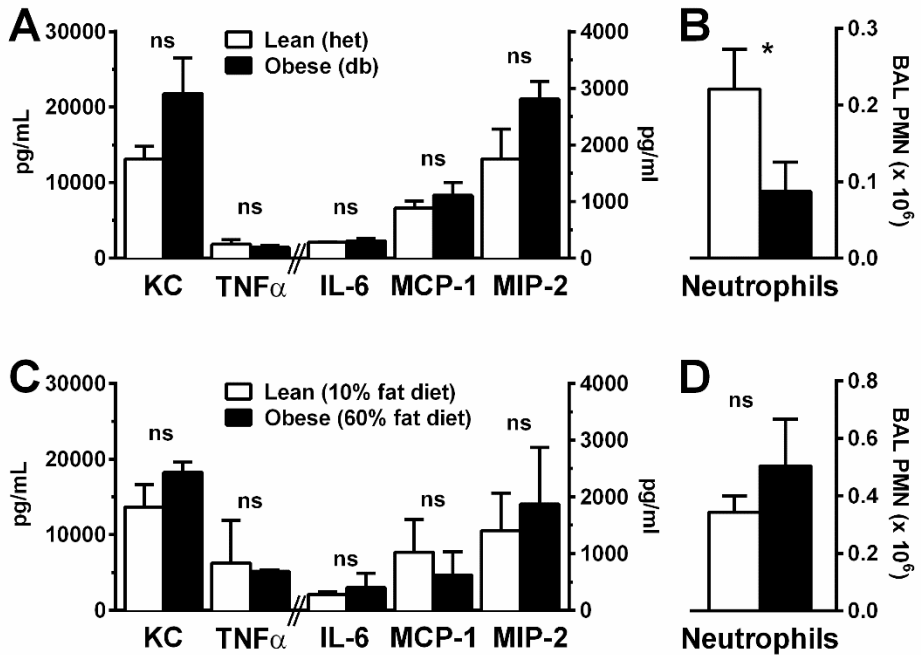 A
30000
20000
10000
0
pg/mL
ns
Lean (het)
Obese (db)
ns
ns
ns
ns
4000
3000
2000
1000
0
pg/ml
KC
TNFα
IL-6
MCP-1
MIP-2
B
*
0.3
0.2
0.1
0.0
BAL PMN (x 10⁶)
Neutrophils
C
30000
20000
10000
0
pg/mL
ns
Lean (10% fat diet)
Obese (60% fat diet)
ns
ns
ns
ns
4000
3000
2000
1000
0
pg/ml
KC
TNFα
IL-6
MCP-1
MIP-2
D
ns
0.8
0.6
0.4
0.2
0.0
BAL PMN (x 10⁶)
Neutrophils